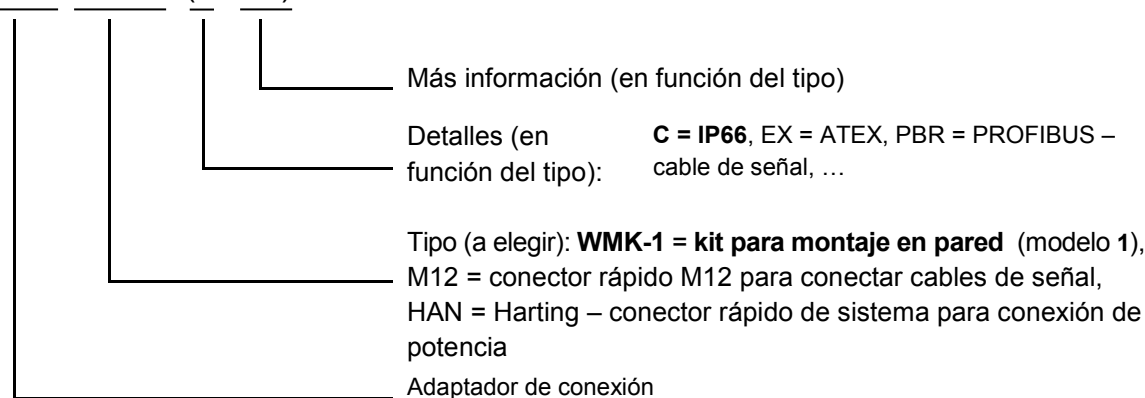 Más información (en función del tipo)
Detalles (en función del tipo):
C = IP66, EX = ATEX, PBR = PROFIBUS – cable de señal, …
Tipo (a elegir): WMK-1 = kit para montaje en pared (modelo 1),
M12 = conector rápido M12 para conectar cables de señal,
HAN = Harting – conector rápido de sistema para conexión de
potencia
Adaptador de conexión